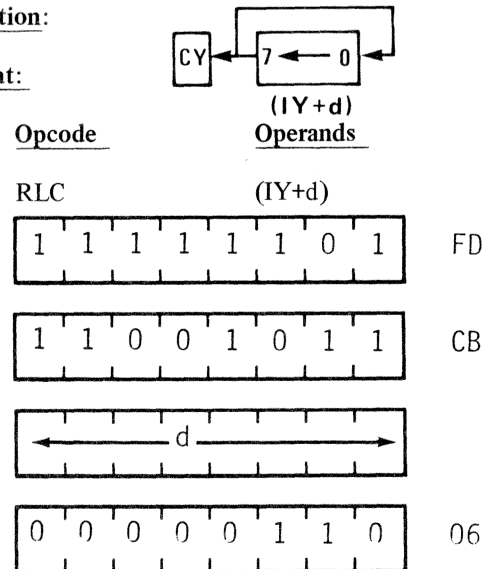 tion:
CY 7 0
(IY+d)
at:
Opcode Operands
RLC (IY+d)
1 1 1 1 1 1 0 1 FD
1 1 0 0 1 0 1 1 CB
d
0 0 0 0 0 1 1 0 06